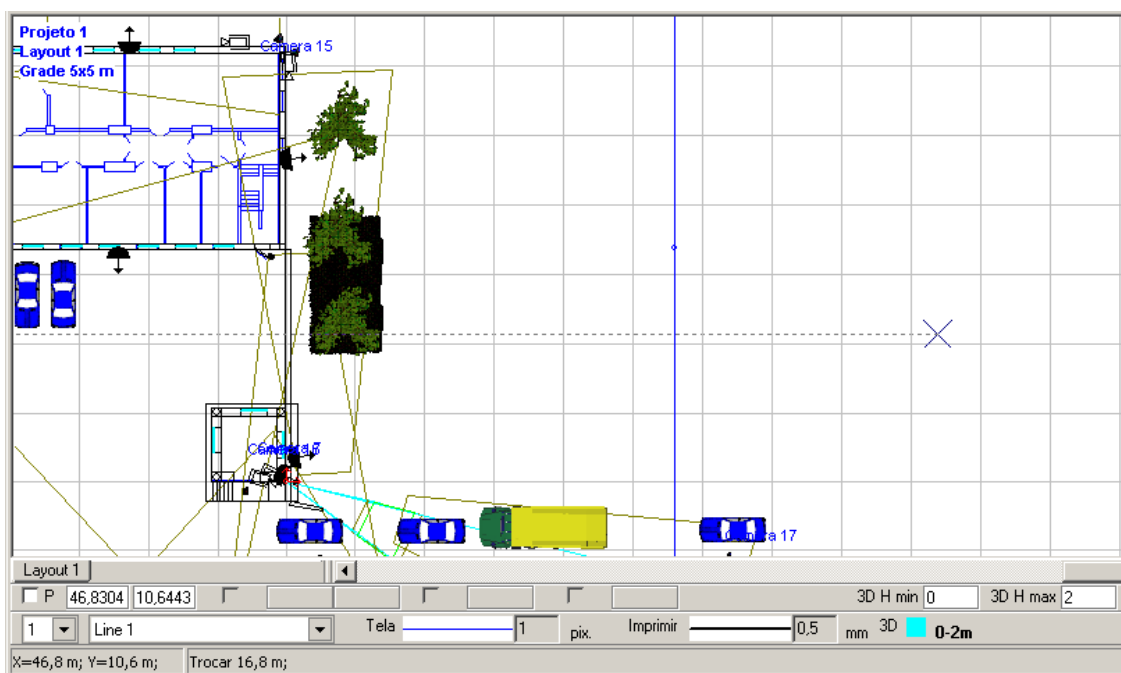 Projeto 1
Camera 15
Layout 1
Grade 5x5 m
Camera 17
Layout 1
P 46,8304 10,6443 3D H min 0 3D H max 2
1 Line 1 Tela 1 pix. Imprimir 0,5 mm 3D 0-2m
X=46,8 m; Y=10,6 m; Trocar 16,8 m;